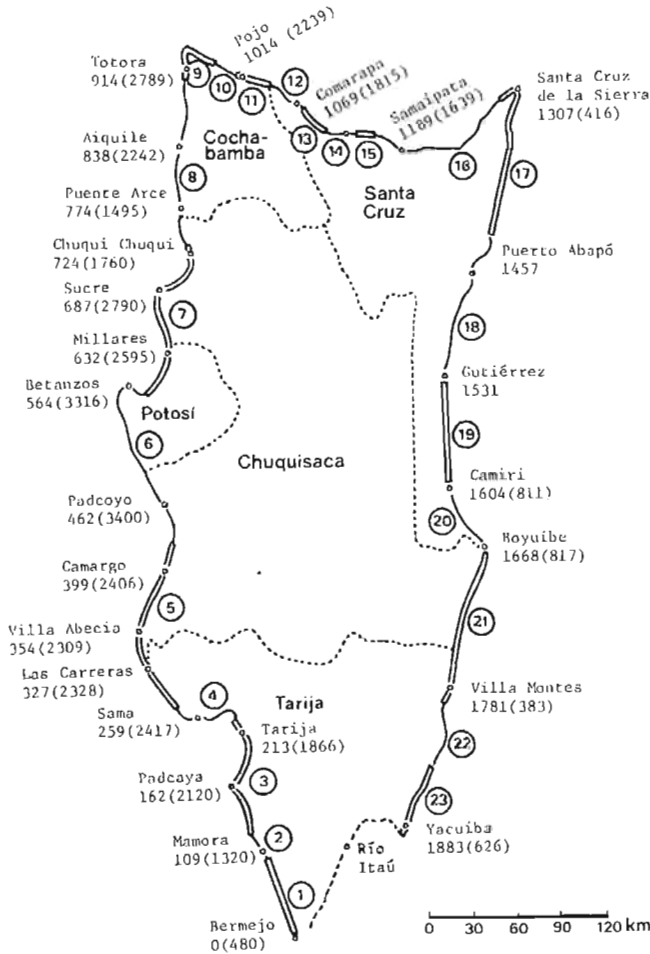 Pojo
1014 (2239)
Totora
914(2789)
9
10
11
12
Comarapa
1069(1815)
Samaipata
1189(1639)
Santa Cruz
de la Sierra
1307(416)
Aiquile
838(2242)
Cocha-
bamba
13
14
15
16
17
8
Santa
Cruz
Puente Arce
774(1495)
Chuqui Chuqui
724(1760)
Puerto Abapó
1457
Sucre
687(2790)
7
18
Millares
632(2595)
Gutiérrez
1531
Betanzos
564(3316)
Potosí
6
Chuquisaca
19
Camiri
1604(811)
Padcoyo
462(3400)
20
Boyuibe
1668(817)
Camargo
399(2406)
5
21
Villa Abecia
354(2309)
Las Carreras
327(2328)
Tarija
Villa Montes
1781(383)
4
Sama
259(2417)
Tarija
213(1866)
22
Padcaya
162(2120)
3
23
Yacuiba
1883(626)
Mamora
109(1320)
2
Río
Itaú
1
Bermejo
0(480)
0 30 60 90 120 km